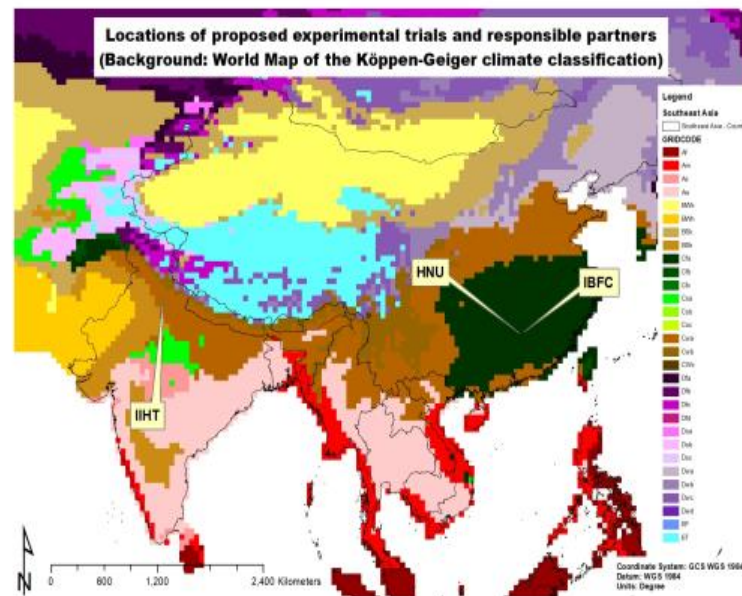 Locations of proposed experimental trials and responsible partners
(Background: World Map of the Köppen-Geiger climate classification)
Legend
Southeast Asia
Southeast Asia - Coun
GRIDCODE
Af
Am
As
Aw
BWk
BWh
BSk
BSh
Cfa
Cfb
Cfc
Csa
Csb
Csc
Cwa
Cwb
Dfa
Dfb
Dfc
Dfd
Dsa
Dsb
Dsc
Dwa
Dwb
Dwc
Dwd
EF
ET
HNU
IBFC
IIHT
N
0 600 1,200 2,400 Kilometers
Coordinate System: GCS WGS 1984
Datum: WGS 1984
Units: Degree